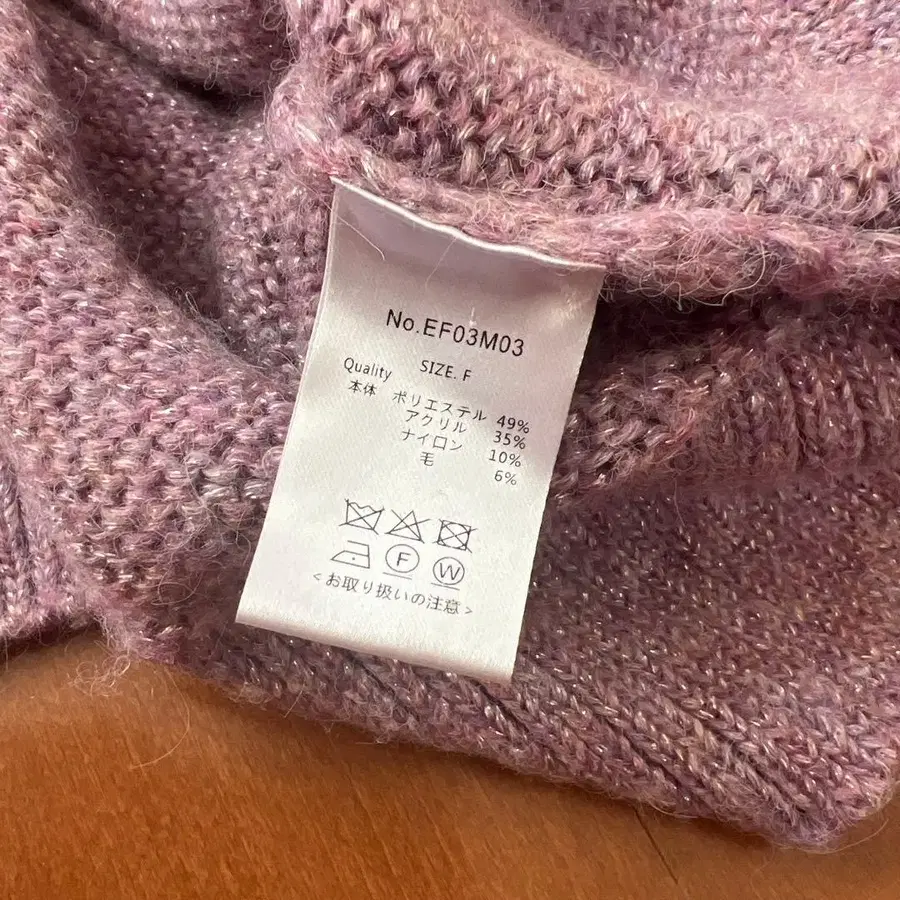 No.EF03M03
SIZE. F
Quality
本体 ポリエステル 49%
アクリル 35%
ナイロン 10%
毛 6%
F W
<お取り扱いの注意>